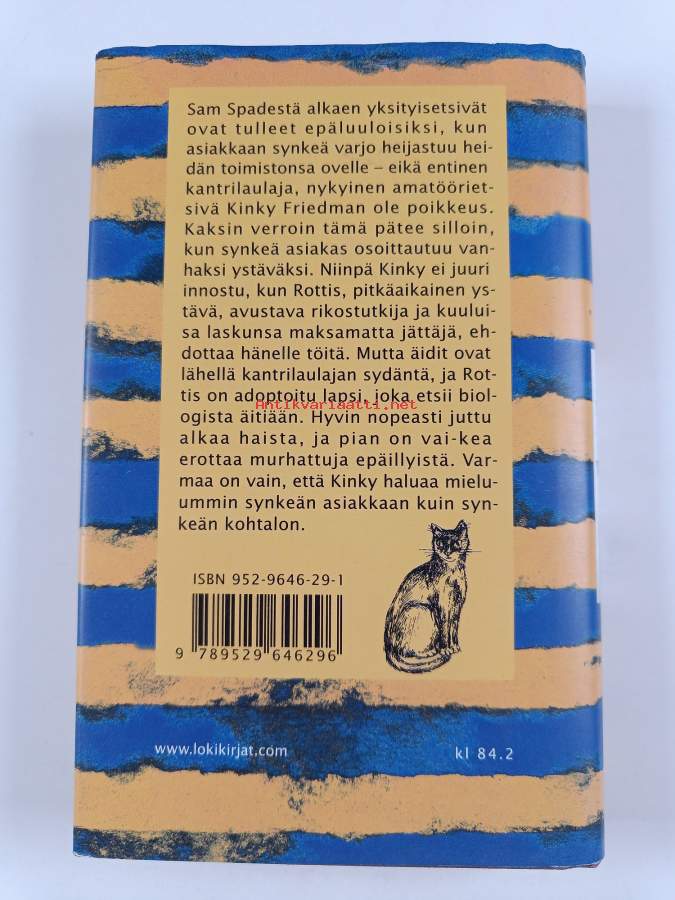 Sam Spadestä alkaen yksityisetsivät
ovat tulleet epäluuloisiksi, kun
asiakkaan synkeä varjo heijastuu hei-
dän toimistonsa ovelle – eikä entinen
kantrilaulaja, nykyinen amatööriet-
sivä Kinky Friedman ole poikkeus.
Kaksin verroin tämä pätee silloin,
kun synkeä asiakas osoittautuu van-
haksi ystäväksi. Niinpä Kinky ei juuri
innostu, kun Rottis, pitkäaikainen ys-
tävä, avustava rikostutkija ja kuului-
sa laskunsa maksamatta jättäjä, eh-
dottaa hänelle töitä. Mutta äidit ovat
lähellä kantrilaulajan sydäntä, ja Rot-
tis on adoptoitu lapsi, joka etsii biol-
Antikvariaatti.net
ogista äitiään. Hyvin nopeasti juttu
alkaa haista, ja pian on vai-kea
erottaa murhattuja epäillyistä. Var-
maa on vain, että Kinky haluaa mielu-
ummin synkeän asiakkaan kuin syn-
keän kohtalon.
ISBN 952-9646-29-1
9 789529 646296
www.lokikirjat.com
kl 84.2